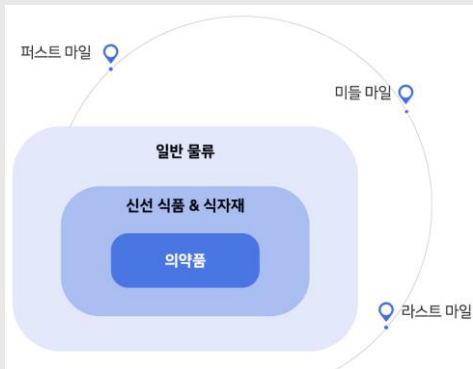 퍼스트 마일
미들 마일
일반 물류
신선 식품 & 식자재
의약품
라스트 마일